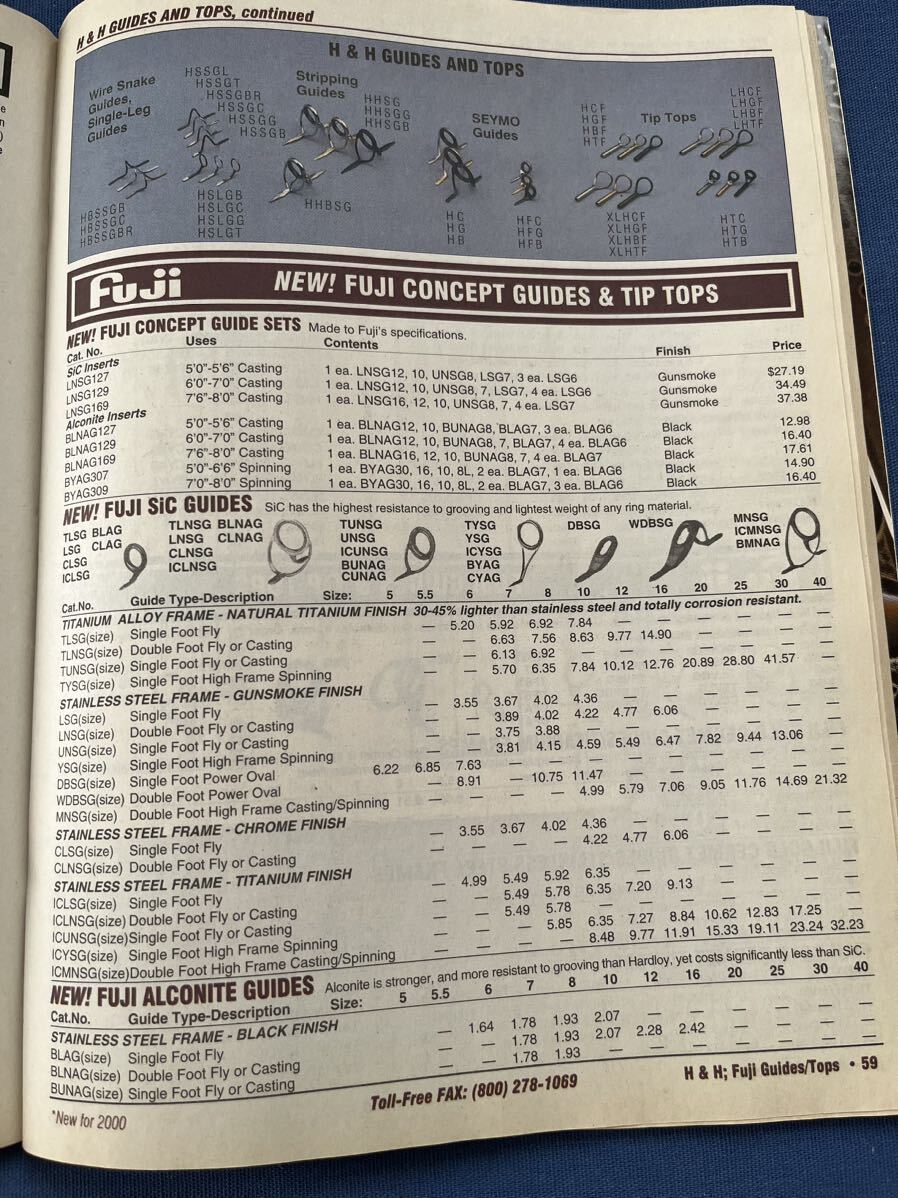 H & H GUIDES AND TOPS, continued
H & H GUIDES AND TOPS
Wire Snake
Guides,
Single-Leg
Guides
HSSGL
HSSGT
HSSGBR
HSSGC
HSSGG
HSSGB
HBSSGB
HBSSGC
HBSSGBR
HSLGB
HSLGC
HSLGG
HSLGT
Stripping
Guides
HHSG
HHSGG
HHSGB
HHBSG
SEYMO
Guides
HC
HG
HB
HFC
HFG
HFB
HCF
HGF
HBF
HTF
Tip Tops
LHCF
LHGF
LHBF
LHTF
XLHCF
XLHGF
XLHBF
XLHTF
HTC
HTG
HTB
Fuji NEW! FUJI CONCEPT GUIDES & TIP TOPS
NEW! FUJI CONCEPT GUIDE SETS Made to Fuji's specifications.
Cat. No. Uses Contents Finish Price
SiC Inserts
LNSG127 5'0"-5'6" Casting 1 ea. LNSG12, 10, UNSG8, LSG7, 3 ea. LSG6 Gunsmoke $27.19
LNSG129 6'0"-7'0" Casting 1 ea. LNSG12, 10, UNSG8, 7, LSG7, 4 ea. LSG6 Gunsmoke 34.49
LNSG169 7'6"-8'0" Casting 1 ea. LNSG16, 12, 10, UNSG8, 7, 4 ea. LSG7 Gunsmoke 37.38
Alconite Inserts
BLNAG127 5'0"-5'6" Casting 1 ea. BLNAG12, 10, BUNAG8, BLAG7, 3 ea. BLAG6 Black 12.98
BLNAG129 6'0"-7'0" Casting 1 ea. BLNAG12, 10, BUNAG8, 7, BLAG7, 4 ea. BLAG6 Black 16.40
BLNAG169 7'6"-8'0" Casting 1 ea. BLNAG16, 12, 10, BUNAG8, 7, 4 ea. BLAG7 Black 17.61
BYAG307 5'0"-6'6" Spinning 1 ea. BYAG30, 16, 10, 8L, 2 ea. BLAG7, 1 ea. BLAG6 Black 14.90
BYAG309 7'0"-8'0" Spinning 1 ea. BYAG30, 16, 10, 8L, 2 ea. BLAG7, 3 ea. BLAG6 Black 16.40
NEW! FUJI SiC GUIDES SiC has the highest resistance to grooving and lightest weight of any ring material.
TLSG BLAG
LSG CLAG
CLSG
ICLSG
TLNSG BLNAG
LNSG CLNAG
CLNSG
ICLNSG
TUNSG
UNSG
ICUNSG
BUNAG
CUNAG
TYSG
YSG
ICYSG
BYAG
CYAG
DBSG
WDBSG
MNSG
ICMNSG
BMNAG
Cat.No. Guide Type-Description Size: 5 5.5 6 7 8 10 12 16 20 25 30 40
TITANIUM ALLOY FRAME - NATURAL TITANIUM FINISH 30-45% lighter than stainless steel and totally corrosion resistant.
TLSG(size) Single Foot Fly — 5.20 5.92 6.92 7.84 — — — — — —
TLNSG(size) Double Foot Fly or Casting — — 6.63 7.56 8.63 9.77 14.90 — — — —
TUNSG(size) Single Foot Fly or Casting — — 6.13 6.92 — — — — — — —
TYSG(size) Single Foot High Frame Spinning — — 5.70 6.35 7.84 10.12 12.76 20.89 28.80 41.57 —
STAINLESS STEEL FRAME - GUNSMOKE FINISH
LSG(size) Single Foot Fly — 3.55 3.67 4.02 4.36 — — — — — —
LNSG(size) Double Foot Fly or Casting — — 3.89 4.02 4.22 4.77 6.06 — — — —
UNSG(size) Single Foot Fly or Casting — — 3.75 3.88 — — — — — — —
YSG(size) Single Foot High Frame Spinning — — 3.81 4.15 4.59 5.49 6.47 7.82 9.44 13.06 —
DBSG(size) Single Foot Power Oval 6.22 6.85 7.63 — — — — — — — — —
WDBSG(size) Double Foot Power Oval — 8.91 — 10.75 11.47 — — — — — —
MNSG(size) Double Foot High Frame Casting/Spinning — — — — 4.99 5.79 7.06 9.05 11.76 14.69 21.32
STAINLESS STEEL FRAME - CHROME FINISH
CLSG(size) Single Foot Fly — 3.55 3.67 4.02 4.36 — — — — — —
CLNSG(size) Double Foot Fly or Casting — — — — 4.22 4.77 6.06 — — — —
STAINLESS STEEL FRAME - TITANIUM FINISH
ICLSG(size) Single Foot Fly — 4.99 5.49 5.92 6.35 — — — — — —
ICLNSG(size) Double Foot Fly or Casting — — 5.49 5.78 6.35 7.20 9.13 — — — —
ICUNSG(size) Single Foot Fly or Casting — — 5.49 5.78 — — — — — — —
ICYSG(size) Single Foot High Frame Spinning — — — 5.85 6.35 7.27 8.84 10.62 12.83 17.25 —
ICMNSG(size) Double Foot High Frame Casting/Spinning — — — — 8.48 9.77 11.91 15.33 19.11 23.24 32.23
NEW! FUJI ALCONITE GUIDES Alconite is stronger, and more resistant to grooving than Hardloy, yet costs significantly less than SiC.
Cat.No. Guide Type-Description Size: 5 5.5 6 7 8 10 12 16 20 25 30 40
STAINLESS STEEL FRAME - BLACK FINISH
BLAG(size) Single Foot Fly — 1.64 1.78 1.93 2.07 — — — — — —
BLNAG(size) Double Foot Fly or Casting — — 1.78 1.93 2.07 2.28 2.42 — — — —
BUNAG(size) Single Foot Fly or Casting — — 1.78 1.93 — — — — — — —
*New for 2000
Toll-Free FAX: (800) 278-1069
H & H; Fuji Guides/Tops • 59